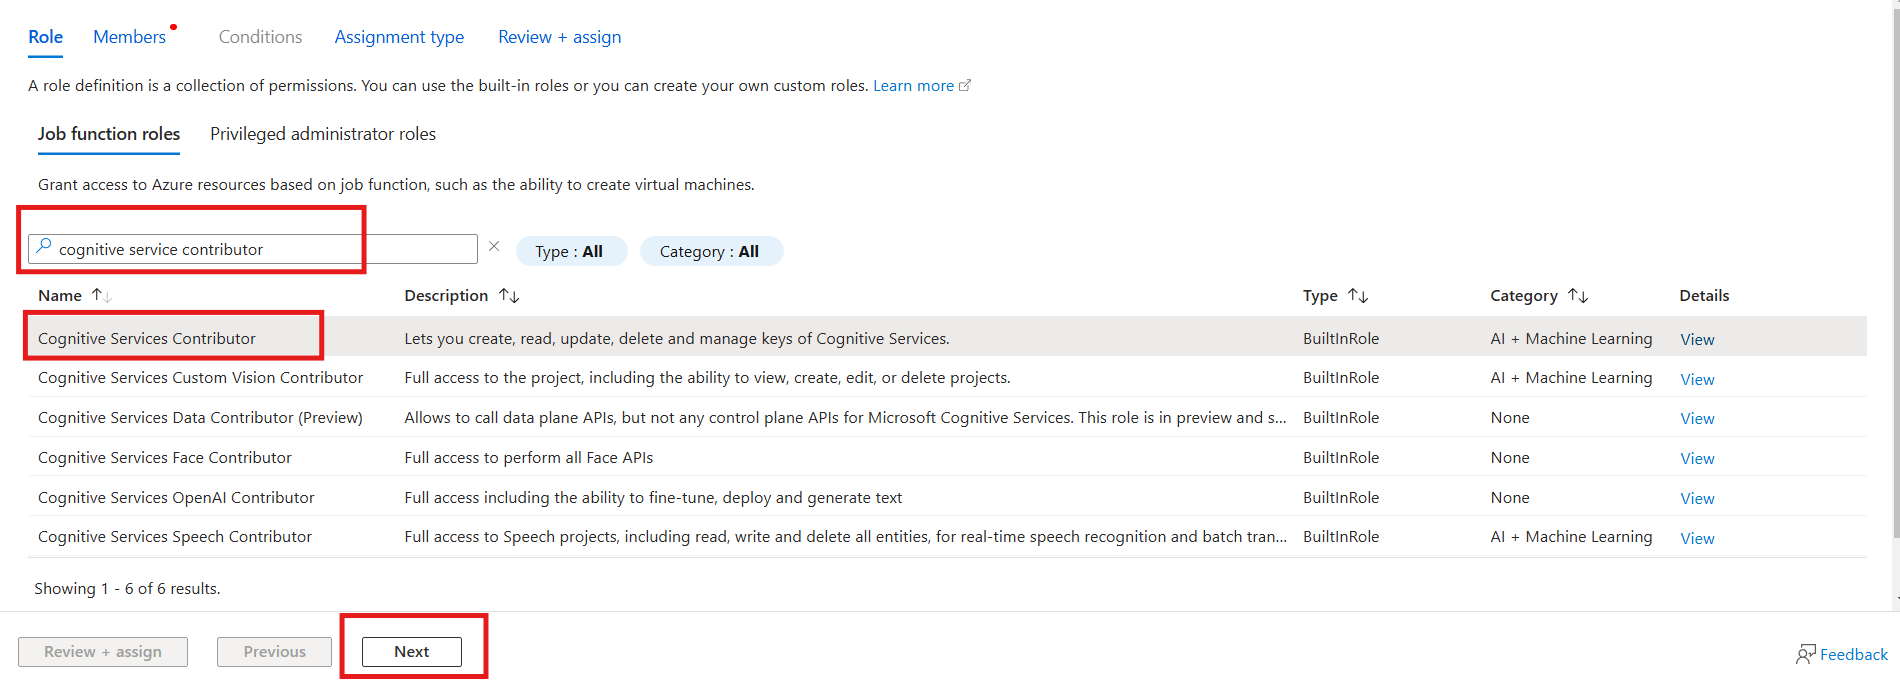 Role Members Conditions Assignment type Review + assign
A role definition is a collection of permissions. You can use the built-in roles or you can create your own custom roles. Learn more
Job function roles Privileged administrator roles
Grant access to Azure resources based on job function, such as the ability to create virtual machines.
cognitive service contributor Type : All Category : All
Name Description Type Category Details
Cognitive Services Contributor Lets you create, read, update, delete and manage keys of Cognitive Services. BuiltInRole AI + Machine Learning View
Cognitive Services Custom Vision Contributor Full access to the project, including the ability to view, create, edit, or delete projects. BuiltInRole AI + Machine Learning View
Cognitive Services Data Contributor (Preview) Allows to call data plane APIs, but not any control plane APIs for Microsoft Cognitive Services. This role is in preview and s... BuiltInRole None View
Cognitive Services Face Contributor Full access to perform all Face APIs BuiltInRole None View
Cognitive Services OpenAI Contributor Full access including the ability to fine-tune, deploy and generate text BuiltInRole None View
Cognitive Services Speech Contributor Full access to Speech projects, including read, write and delete all entities, for real-time speech recognition and batch tran... BuiltInRole AI + Machine Learning View
Showing 1 - 6 of 6 results.
Review + assign Previous Next Feedback